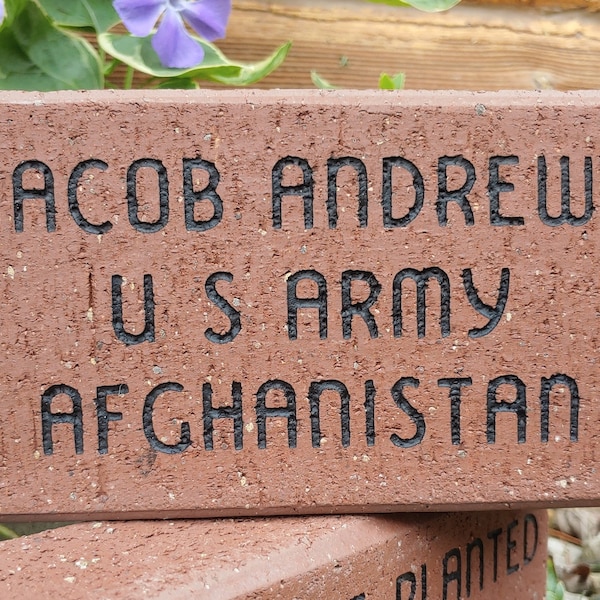 ACOB ANDREW
U S ARMY
AFGHANISTAN
PLANTED